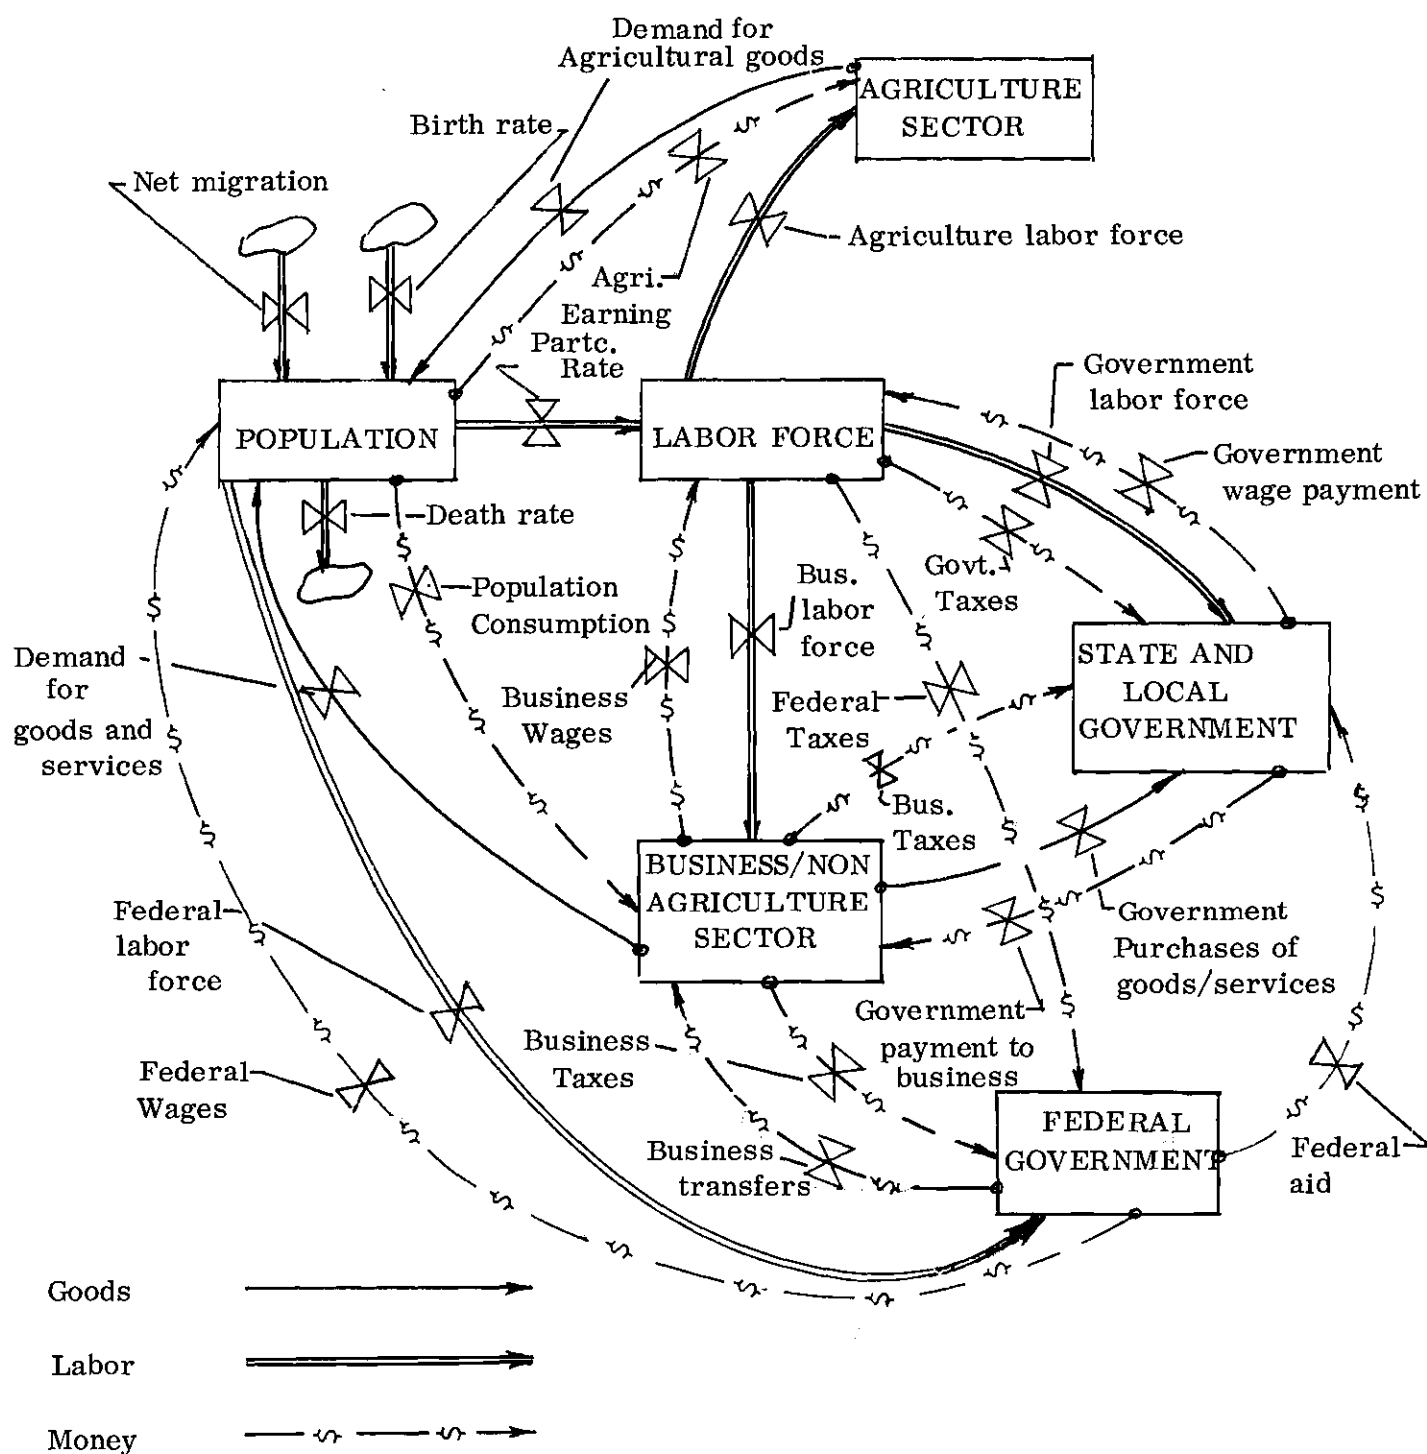 Demand for
Agricultural goods
AGRICULTURE
SECTOR
Birth rate
Net migration
Agriculture labor force
Agri.
Earning
Partc.
Rate
Government
labor force
POPULATION
LABOR FORCE
Government
wage payment
Death rate
Population
Consumption
Bus.
labor
force
Govt.
Taxes
Demand
for
goods and
services
Business
Wages
Federal
Taxes
STATE AND
LOCAL
GOVERNMENT
Bus.
Taxes
BUSINESS/NON
AGRICULTURE
SECTOR
Federal
labor
force
Government
Purchases of
goods/services
Government
payment to
business
Business
Taxes
Federal
Wages
FEDERAL
GOVERNMENT
Business
transfers
Federal
aid
Goods
Labor
Money
$ $